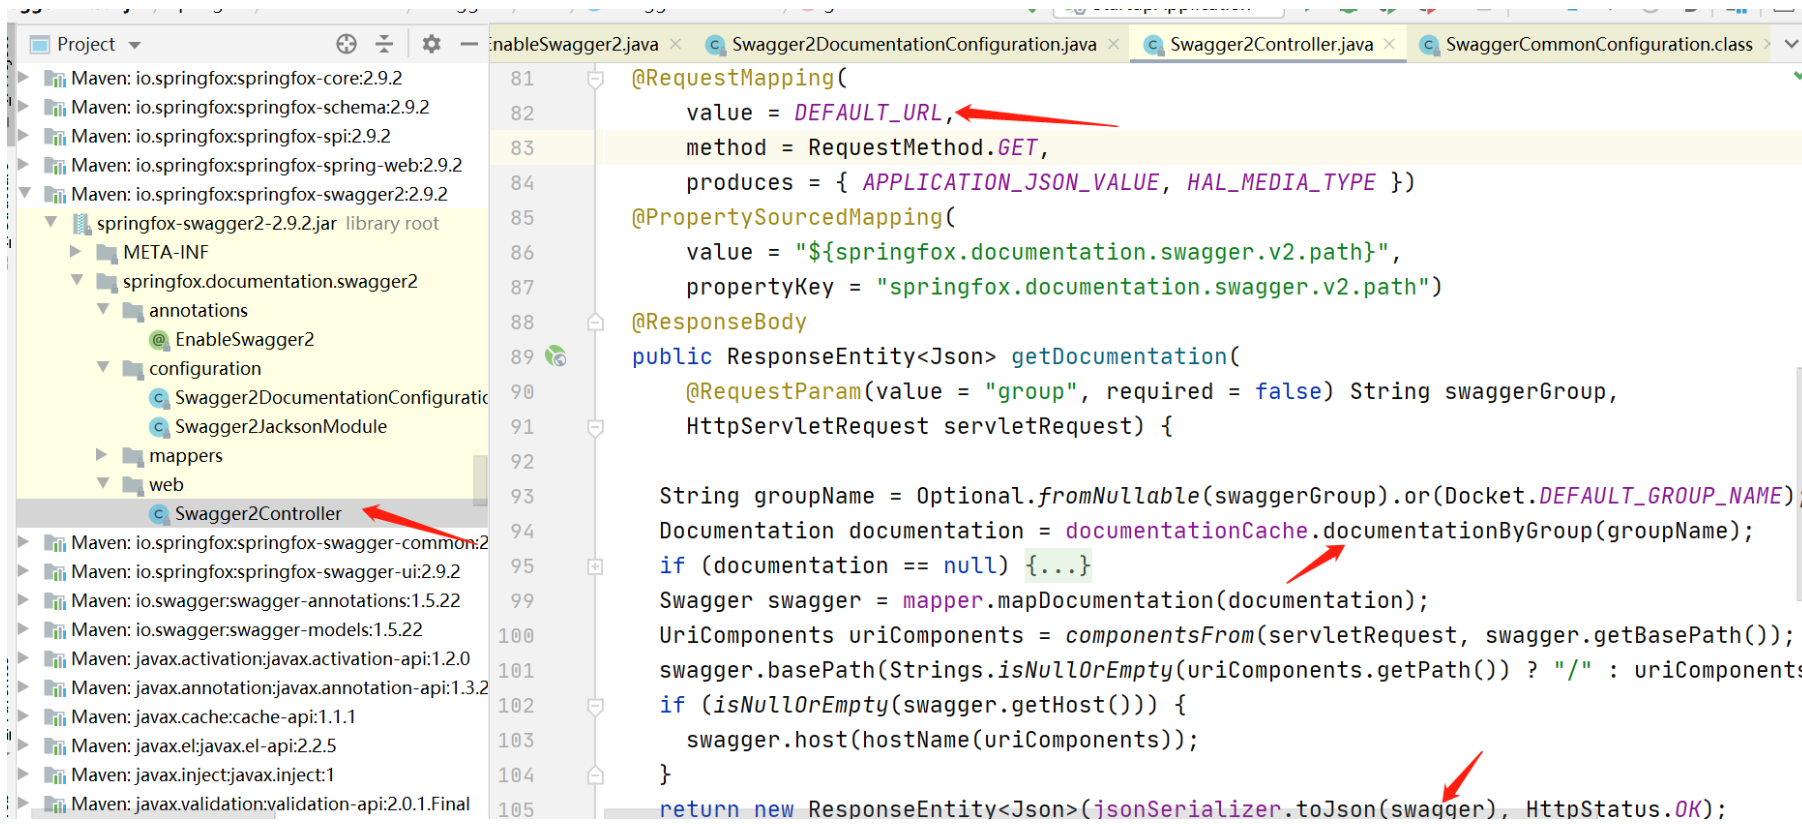 Project
EnableSwagger2.java
Swagger2DocumentationConfiguration.java
Swagger2Controller.java
SwaggerCommonConfiguration.class
Maven: io.springfox:springfox-core:2.9.2
Maven: io.springfox:springfox-schema:2.9.2
Maven: io.springfox:springfox-spi:2.9.2
Maven: io.springfox:springfox-spring-web:2.9.2
Maven: io.springfox:springfox-swagger2:2.9.2
springfox-swagger2-2.9.2.jar library root
META-INF
springfox.documentation.swagger2
annotations
EnableSwagger2
configuration
Swagger2DocumentationConfiguratic
Swagger2JacksonModule
mappers
web
Swagger2Controller
Maven: io.springfox:springfox-swagger-common:2
Maven: io.springfox:springfox-swagger-ui:2.9.2
Maven: io.swagger:swagger-annotations:1.5.22
Maven: io.swagger:swagger-models:1.5.22
Maven: javax.activation:javax.activation-api:1.2.0
Maven: javax.annotation:javax.annotation-api:1.3.2
Maven: javax.cache:cache-api:1.1.1
Maven: javax.el:javax.el-api:2.2.5
Maven: javax.inject:javax.inject:1
Maven: javax.validation:validation-api:2.0.1.Final
81 @RequestMapping(
82 value = DEFAULT_URL,
83 method = RequestMethod.GET,
84 produces = { APPLICATION_JSON_VALUE, HAL_MEDIA_TYPE })
85 @PropertySourcedMapping(
86 value = "${springfox.documentation.swagger.v2.path}",
87 propertyKey = "springfox.documentation.swagger.v2.path")
88 @ResponseBody
89 public ResponseEntity<Json> getDocumentation(
90 @RequestParam(value = "group", required = false) String swaggerGroup,
91 HttpServletRequest servletRequest) {
92
93 String groupName = Optional.fromNullable(swaggerGroup).or(Docket.DEFAULT_GROUP_NAME);
94 Documentation documentation = documentationCache.documentationByGroup(groupName);
95 if (documentation == null) {...}
99 Swagger swagger = mapper.mapDocumentation(documentation);
100 UriComponents uriComponents = componentsFrom(servletRequest, swagger.getBasePath());
101 swagger.basePath(Strings.isNullOrEmpty(uriComponents.getPath()) ? "/" : uriComponents
102 if (isNullOrEmpty(swagger.getHost())) {
103 swagger.host(hostName(uriComponents));
104 }
105 return new ResponseEntity<Json>(jsonSerializer.toJson(swagger), HttpStatus.OK);